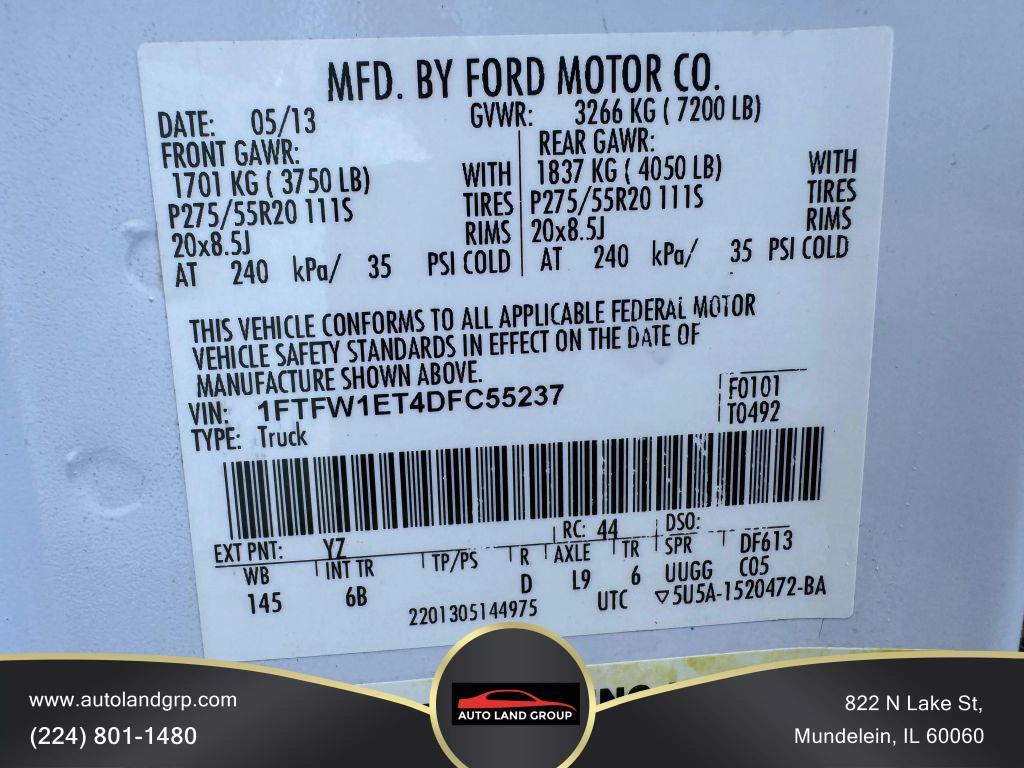 MFD. BY FORD MOTOR CO.
DATE: 05/13 GVWR: 3266 KG ( 7200 LB)
FRONT GAWR: REAR GAWR:
1701 KG ( 3750 LB) WITH 1837 KG ( 4050 LB) WITH
P275/55R20 111S TIRES P275/55R20 111S TIRES
20x8.5J RIMS 20x8.5J RIMS
AT 240 kPa/ 35 PSI COLD AT 240 kPa/ 35 PSI COLD
THIS VEHICLE CONFORMS TO ALL APPLICABLE FEDERAL MOTOR
VEHICLE SAFETY STANDARDS IN EFFECT ON THE DATE OF
MANUFACTURE SHOWN ABOVE.
VIN: 1FTFW1ET4DFC55237 F0101
TYPE: Truck T0492
EXT PNT: YZ RC: 44 DSO:
WB INT TR TP/PS R AXLE TR SPR DF613
145 6B D L9 6 UUGG C05
2201305144975 UTC ▽5U5A-1520472-BA
www.autolandgrp.com
(224) 801-1480
AUTO LAND GROUP
822 N Lake St,
Mundelein, IL 60060